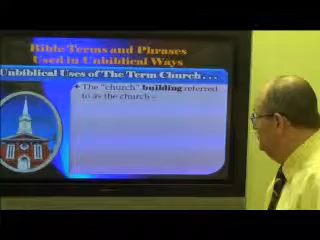 Bible Terms and Phrases
Used in Unbiblical Ways
Unbiblical Uses of The Term Church . . .
The "church" building referred
to as the church –